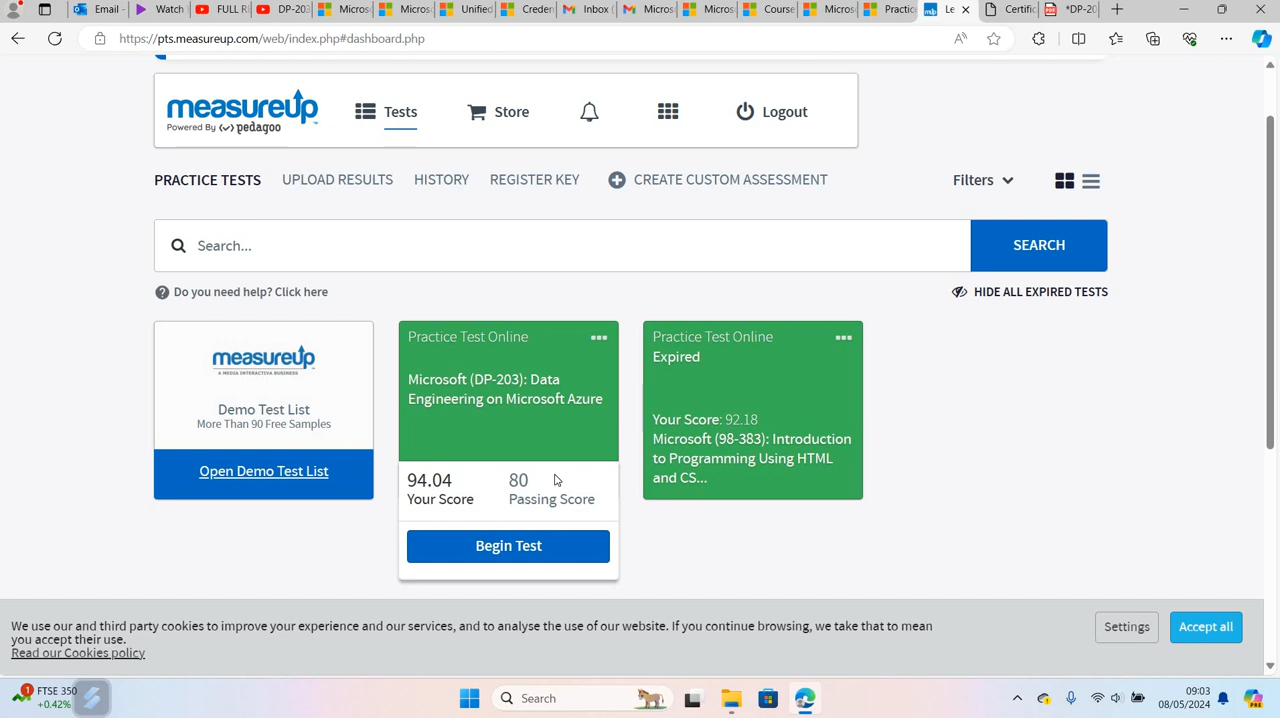 Email -
Watch
FULL RI
DP-203
Micros
Micros
Unified
Creden
Inbox (
Micros
Micros
Course
Micros
Practic
Le
Certific
*DP-20
https://pts.measureup.com/web/index.php#dashboard.php
measureup
Powered By pedagoo
Tests
Store
Logout
PRACTICE TESTS
UPLOAD RESULTS
HISTORY
REGISTER KEY
CREATE CUSTOM ASSESSMENT
Filters
Search...
SEARCH
Do you need help? Click here
HIDE ALL EXPIRED TESTS
measureup
A MEDIA INTERACTIVA BUSINESS
Demo Test List
More Than 90 Free Samples
Open Demo Test List
Practice Test Online
Microsoft (DP-203): Data
Engineering on Microsoft Azure
94.04
Your Score
80
Passing Score
Begin Test
Practice Test Online
Expired
Your Score: 92.18
Microsoft (98-383): Introduction
to Programming Using HTML
and CS...
We use our and third party cookies to improve your experience and our services, and to analyse the use of our website. If you continue browsing, we take that to mean
you accept their use.
Read our Cookies policy
Settings
Accept all
1
FTSE 350
+0.42%
Search
09:03
08/05/2024